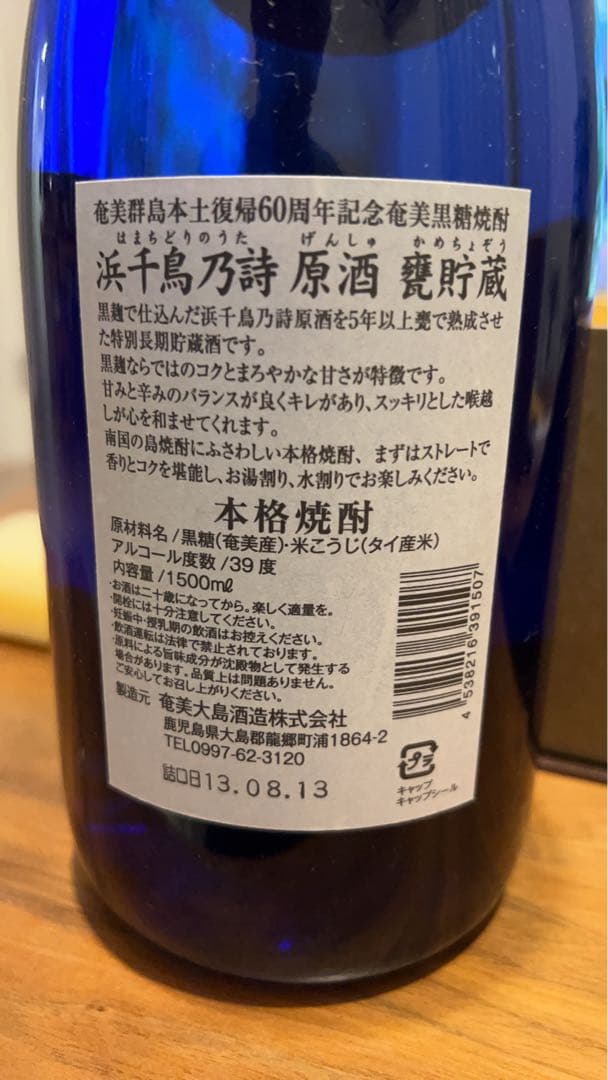 奄美群島本土復帰60周年記念奄美黒糖焼酎
はまちどりのうた げんしゅ かめちょぞう
浜千鳥乃詩 原酒 甕貯蔵
黒麹で仕込んだ浜千鳥乃詩原酒を5年以上甕で熟成させ
た特別長期貯蔵酒です。
黒麹ならではのコクとまろやかな甘さが特徴です。
甘みと辛みのバランスが良くキレがあり、スッキリとした喉越
しが心を和ませてくれます。
南国の島焼酎にふさわしい本格焼酎、まずはストレートで
香りとコクを堪能し、お湯割り、水割りでお楽しみください。
本格焼酎
原材料名/黒糖(奄美産)・米こうじ(タイ産米)
アルコール度数/39度
内容量/1500㎖
・お酒は二十歳になってから。楽しく適量を。
・開栓には十分注意してください。
・妊娠中・授乳期の飲酒はお控えください。
・飲酒運転は法律で禁止されております。
・原料による旨味成分が沈殿物として発生する
場合があります。品質上は問題ありません。
ご安心してお召し上がりください。
製造元 奄美大島酒造株式会社
鹿児島県大島郡龍郷町浦1864-2
TEL0997-62-3120
詰口日13.08.13
4 538216 391507
プラ
キャップ
キャップシール